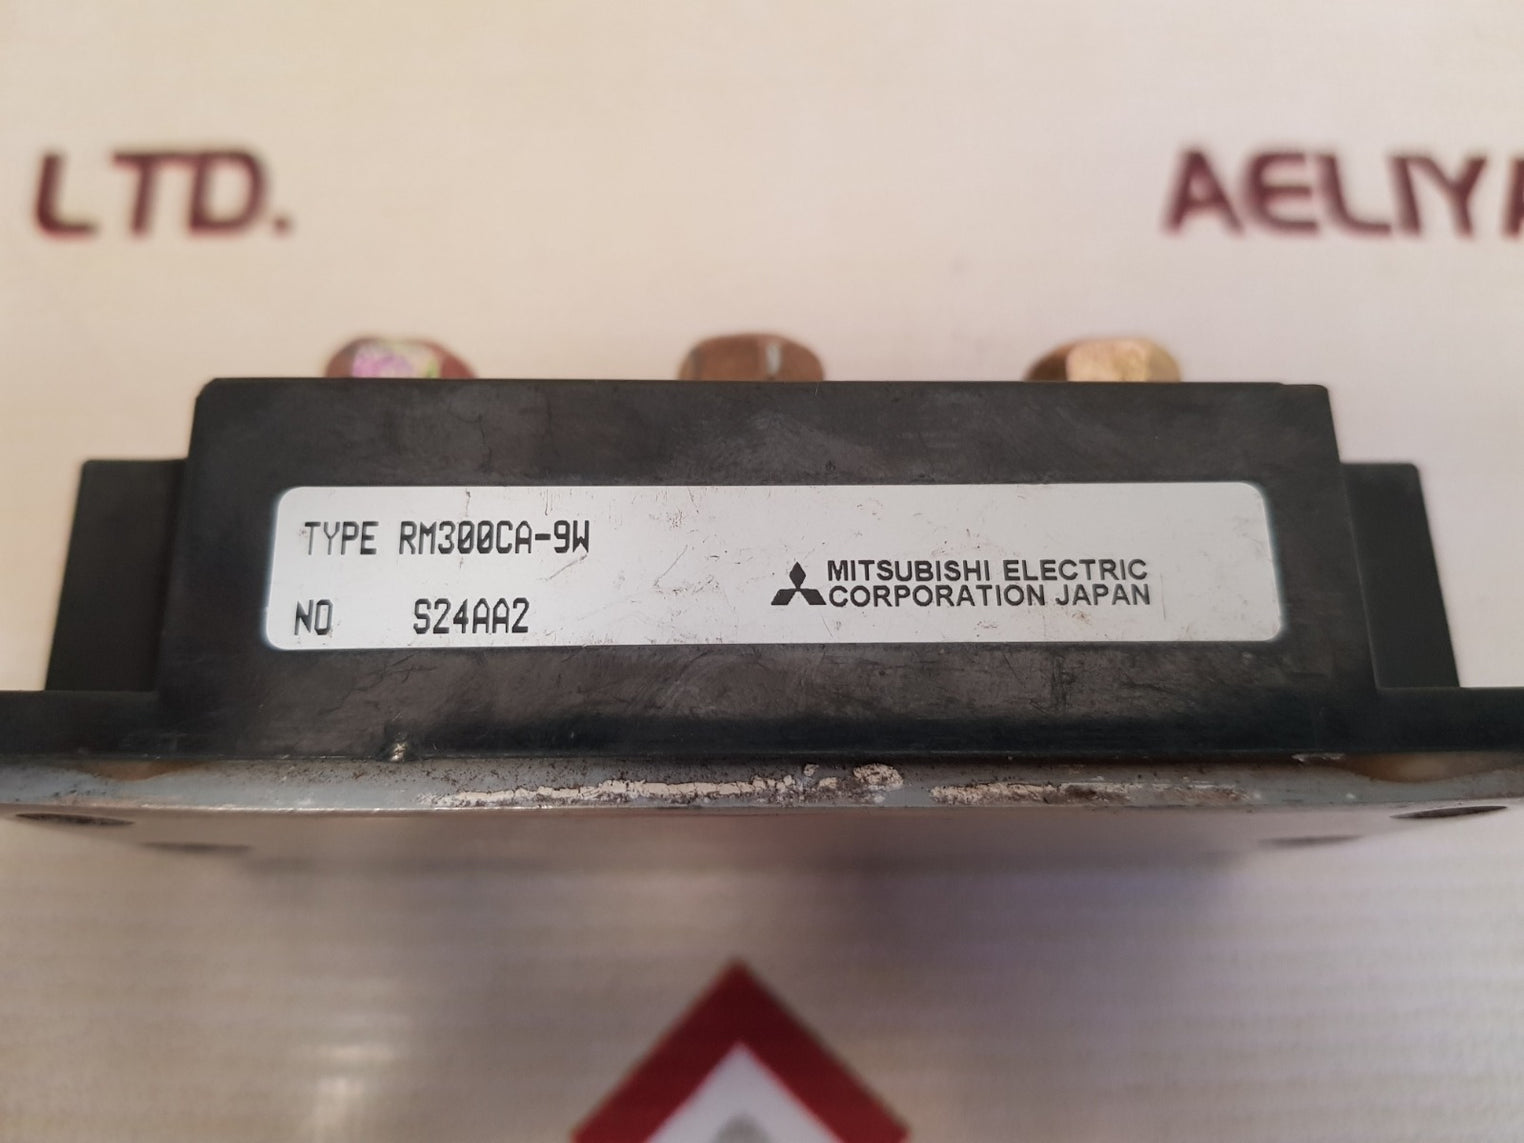 LTD.
AELIYA
TYPE RM300CA-9W
NO S24AA2
MITSUBISHI ELECTRIC
CORPORATION JAPAN